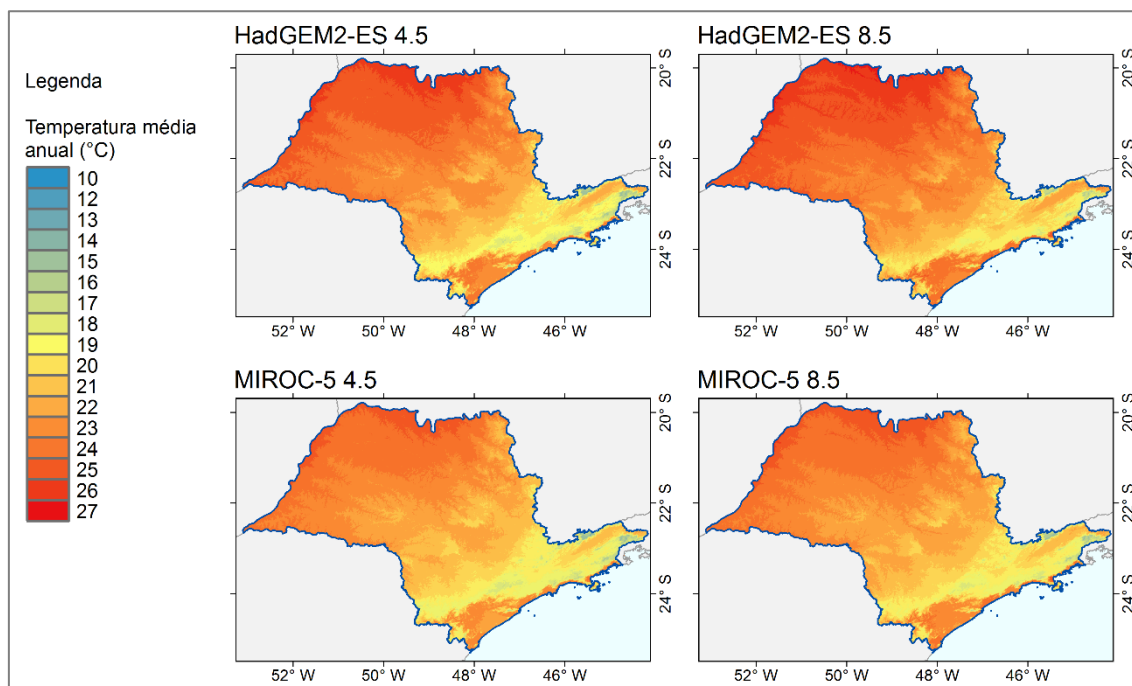 HadGEM2-ES 4.5
HadGEM2-ES 8.5
Legenda
Temperatura média
anual (°C)
10
12
13
14
15
16
17
18
19
20
21
22
23
24
25
26
27
20° S
22° S
24° S
52° W
50° W
48° W
46° W
20° S
22° S
24° S
52° W
50° W
48° W
46° W
MIROC-5 4.5
MIROC-5 8.5
20° S
22° S
24° S
52° W
50° W
48° W
46° W
20° S
22° S
24° S
52° W
50° W
48° W
46° W